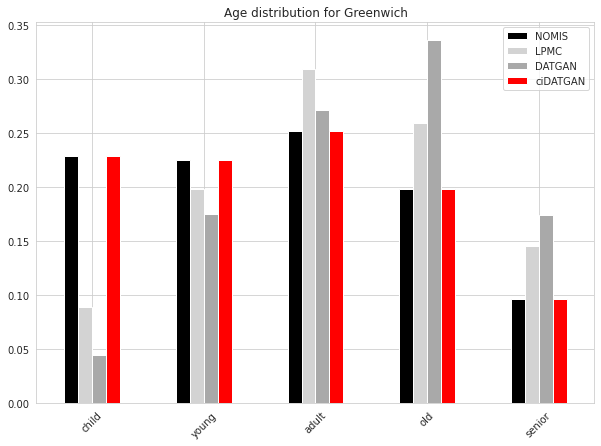 Age distribution for Greenwich
0.35
0.30
0.25
0.20
0.15
0.10
0.05
0.00
NOMIS
LPMC
DATGAN
ciDATGAN
child
young
adult
old
senior